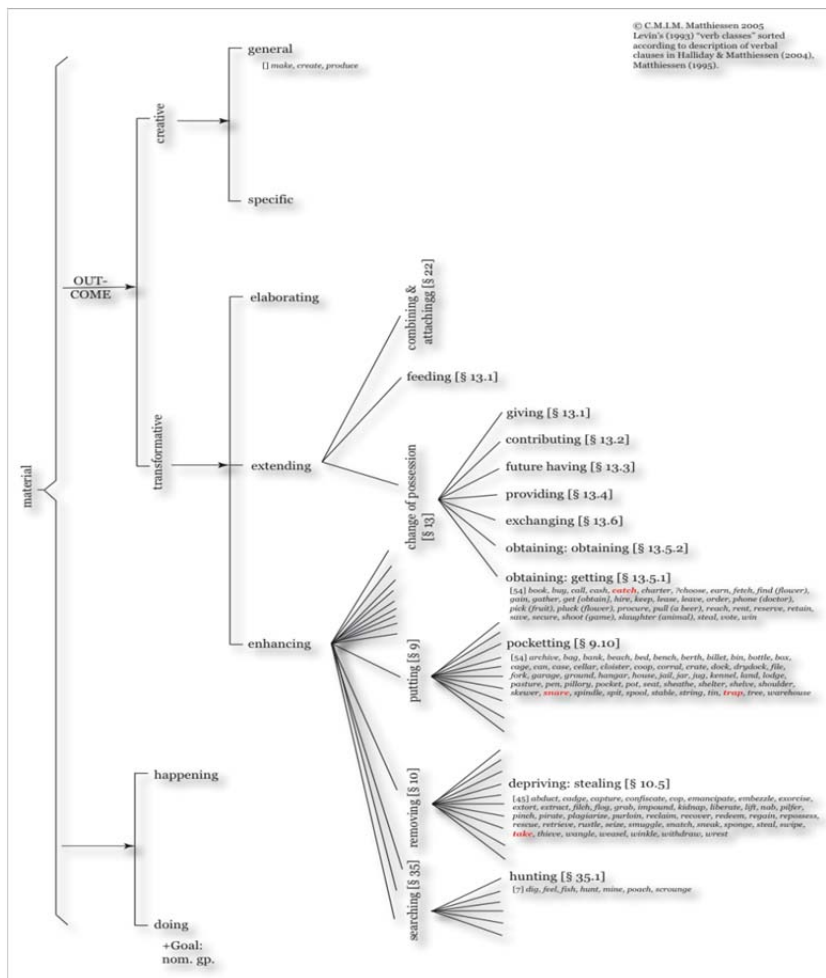 © C.M.I.M. Matthiessen 2005
Levin's (1993) "verb classes" sorted
according to description of verbal
clauses in Halliday & Matthiessen (2004),
Matthiessen (1995).
general
[] make, create, produce
creative
specific
OUT-
COME
elaborating
combining &
attachingg [§ 22]
feeding [§ 13.1]
material
transformative
extending
change of possession
[§ 13]
giving [§ 13.1]
contributing [§ 13.2]
future having [§ 13.3]
providing [§ 13.4]
exchanging [§ 13.6]
obtaining: obtaining [§ 13.5.2]
obtaining: getting [§ 13.5.1]
[54] book, buy, call, cash, catch, charter, ?choose, earn, fetch, find (flower),
gain, gather, get [obtain], hire, keep, lease, leave, order, phone (doctor),
pick (fruit), pluck (flower), procure, pull (a beer), reach, rent, reserve, retain,
save, secure, shoot (game), slaughter (animal), steal, vote, win
enhancing
putting [§ 9]
pocketting [§ 9.10]
[54] archive, bag, bank, beach, bed, bench, berth, billet, bin, bottle, box,
cage, can, case, cellar, cloister, coop, corral, crate, dock, drydock, file,
fork, garage, ground, hangar, house, jail, jar, jug, kennel, land, lodge,
pasture, pen, pillory, pocket, pot, seat, sheathe, shelter, shelve, shoulder,
skewer, snare, spindle, spit, spool, stable, string, tin, trap, tree, warehouse
happening
removing [§ 10]
depriving: stealing [§ 10.5]
[45] abduct, cadge, capture, confiscate, cop, emancipate, embezzle, exorcise,
extort, extract, filch, flog, grab, impound, kidnap, liberate, lift, nab, pilfer,
pinch, pirate, plagiarize, purloin, reclaim, recover, redeem, regain, repossess,
rescue, retrieve, rustle, seize, smuggle, snatch, sneak, sponge, steal, swipe,
take, thieve, wangle, weasel, winkle, withdraw, wrest
searching [§ 35]
hunting [§ 35.1]
[7] dig, feel, fish, hunt, mine, poach, scrounge
doing
+Goal:
nom. gp.